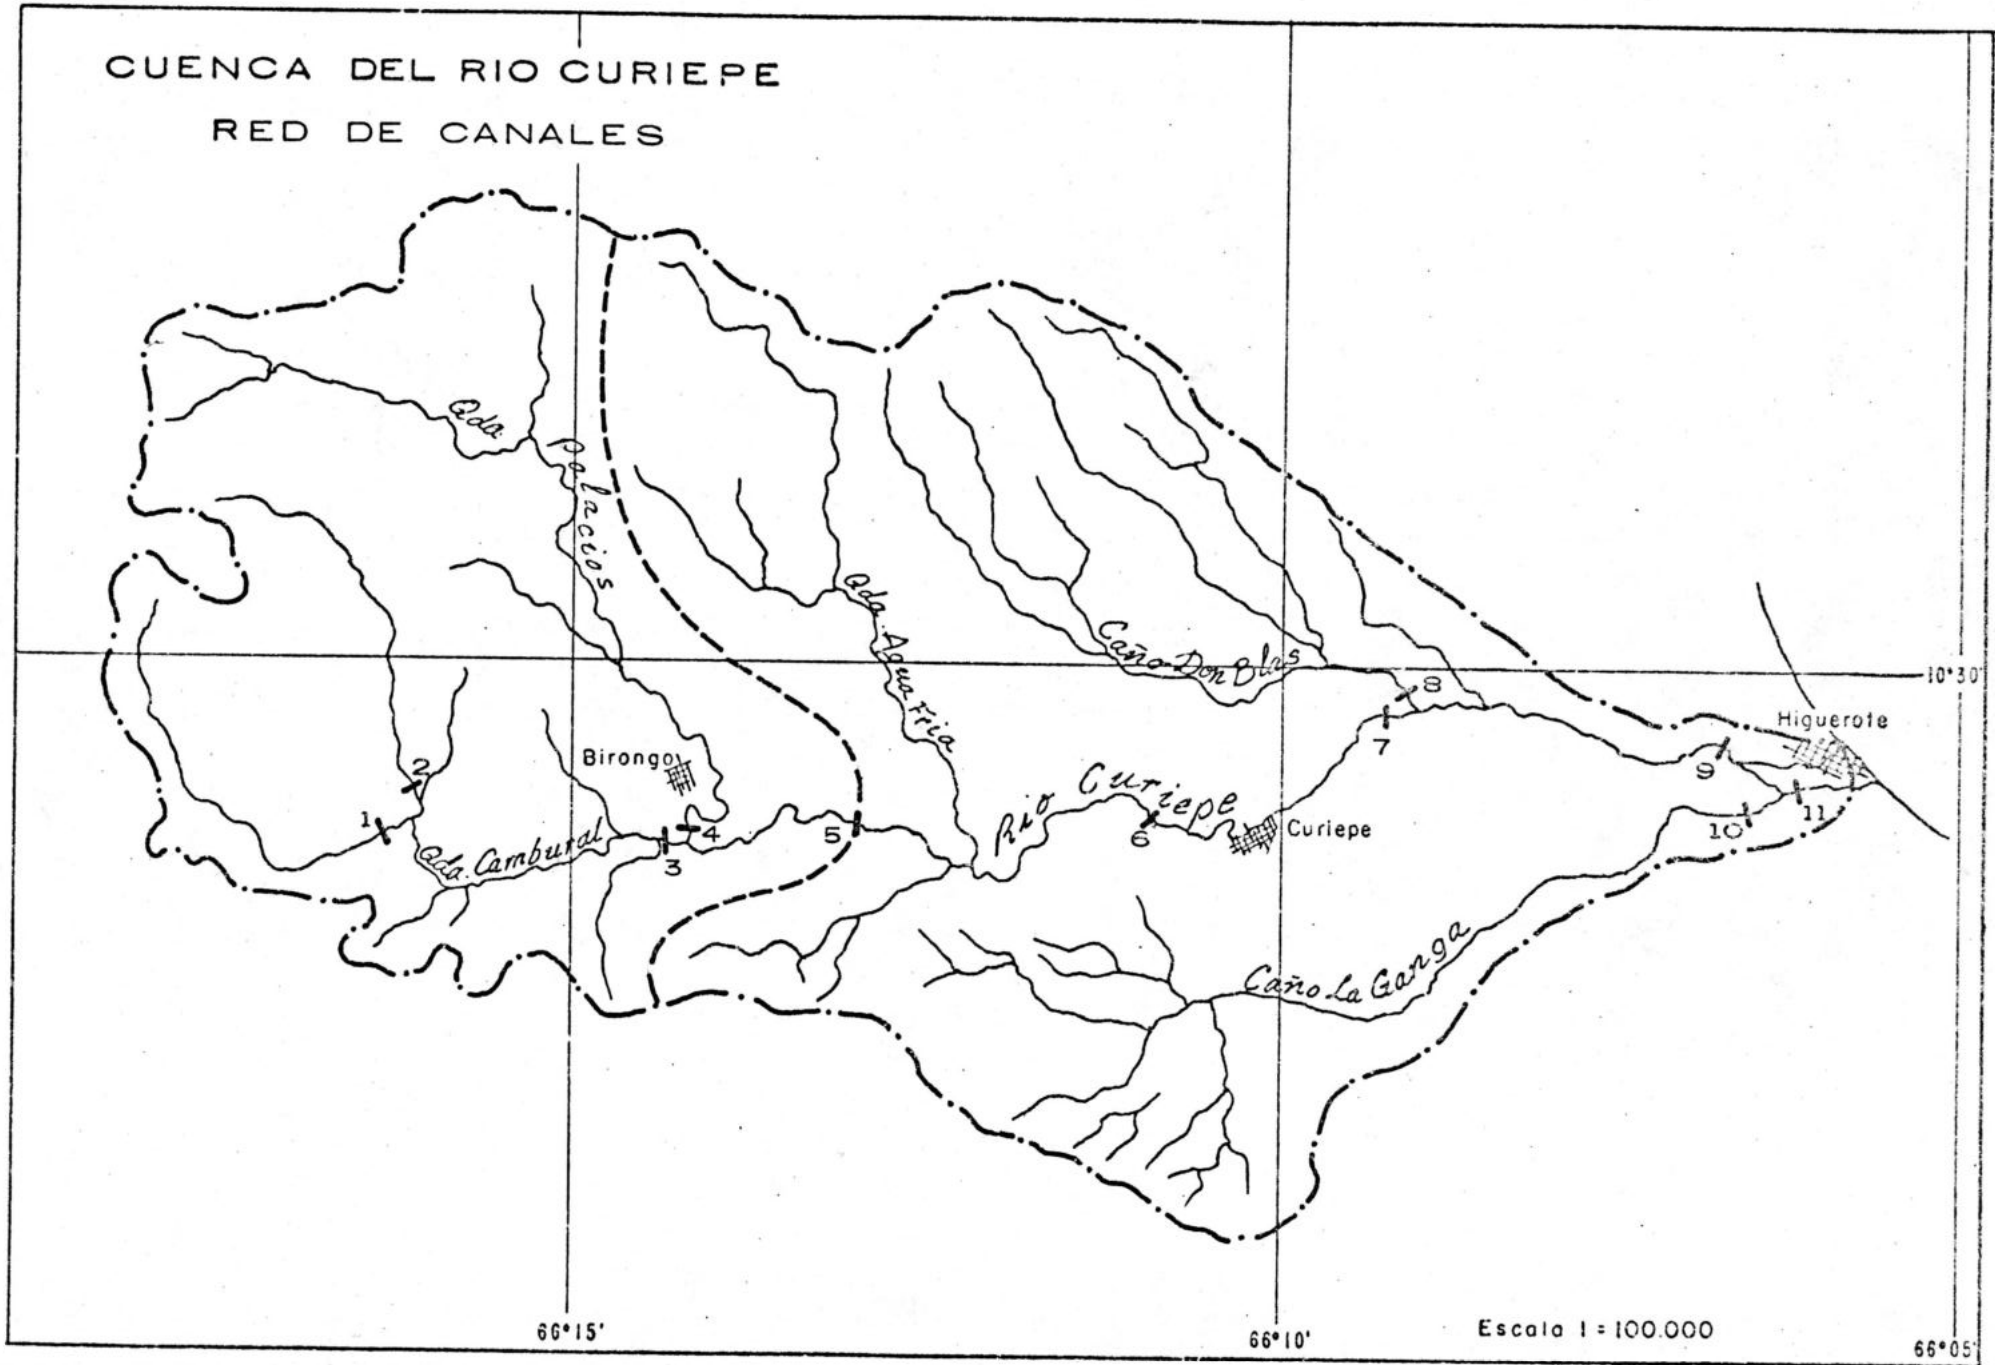 CUENCA DEL RIO CURIEPE
RED DE CANALES
Qda. Palacios
Qda. Agua Fria
Caño Don Blas
8
7
10°30'
Higuerote
9
11
10
Birongo
2
1
Qda. Cambural
4
3
5
Rio Curiepe
6
Curiepe
Caño La Ganga
66°15'
66°10'
Escala 1=100.000
66°05'